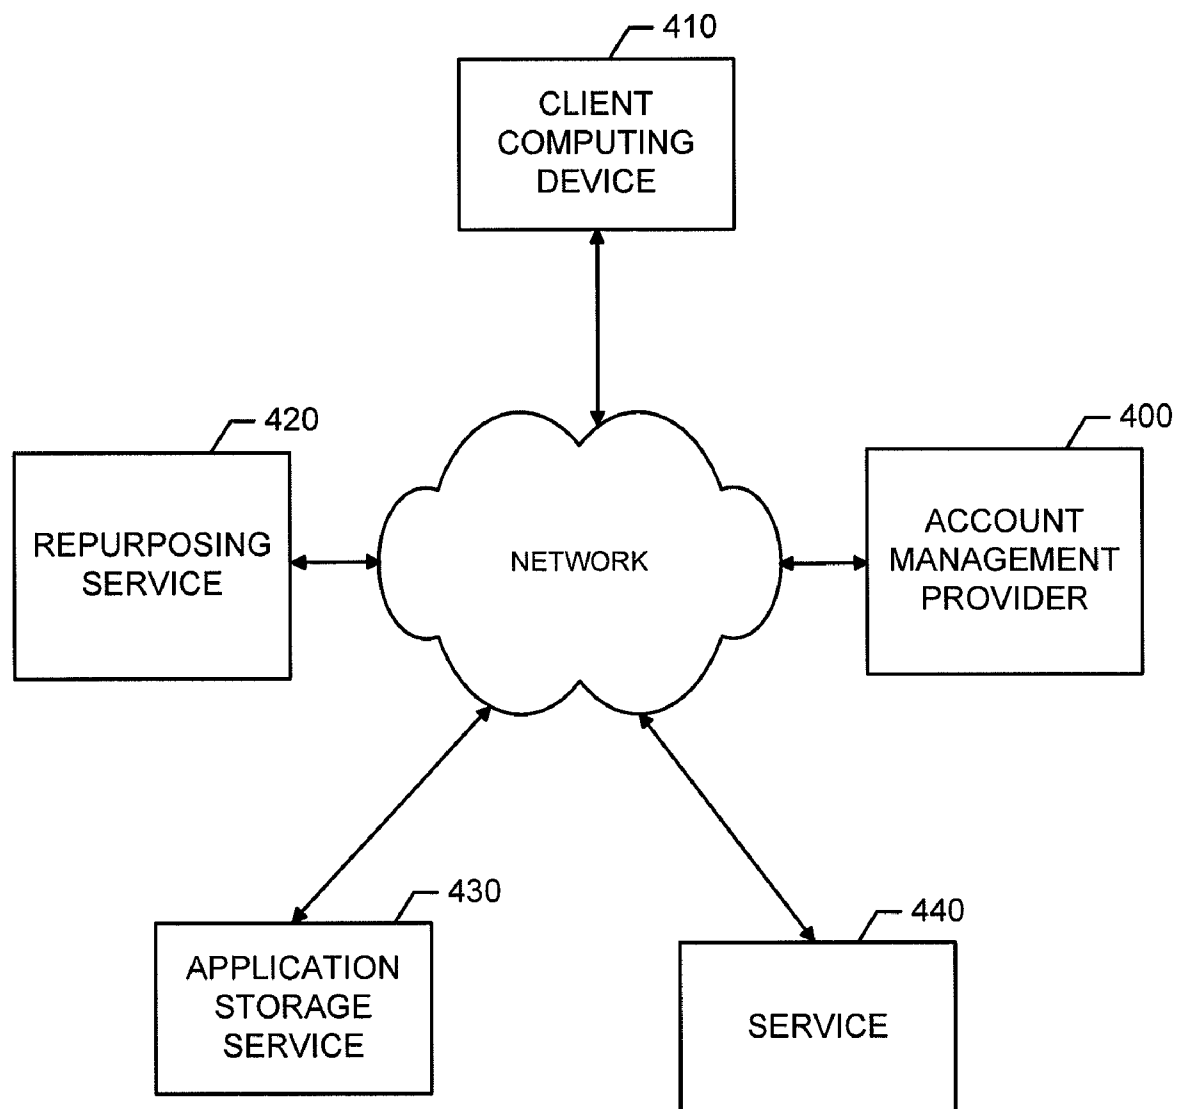 410
CLIENT
COMPUTING
DEVICE
420
REPURPOSING
SERVICE
NETWORK
400
ACCOUNT
MANAGEMENT
PROVIDER
430
APPLICATION
STORAGE
SERVICE
440
SERVICE